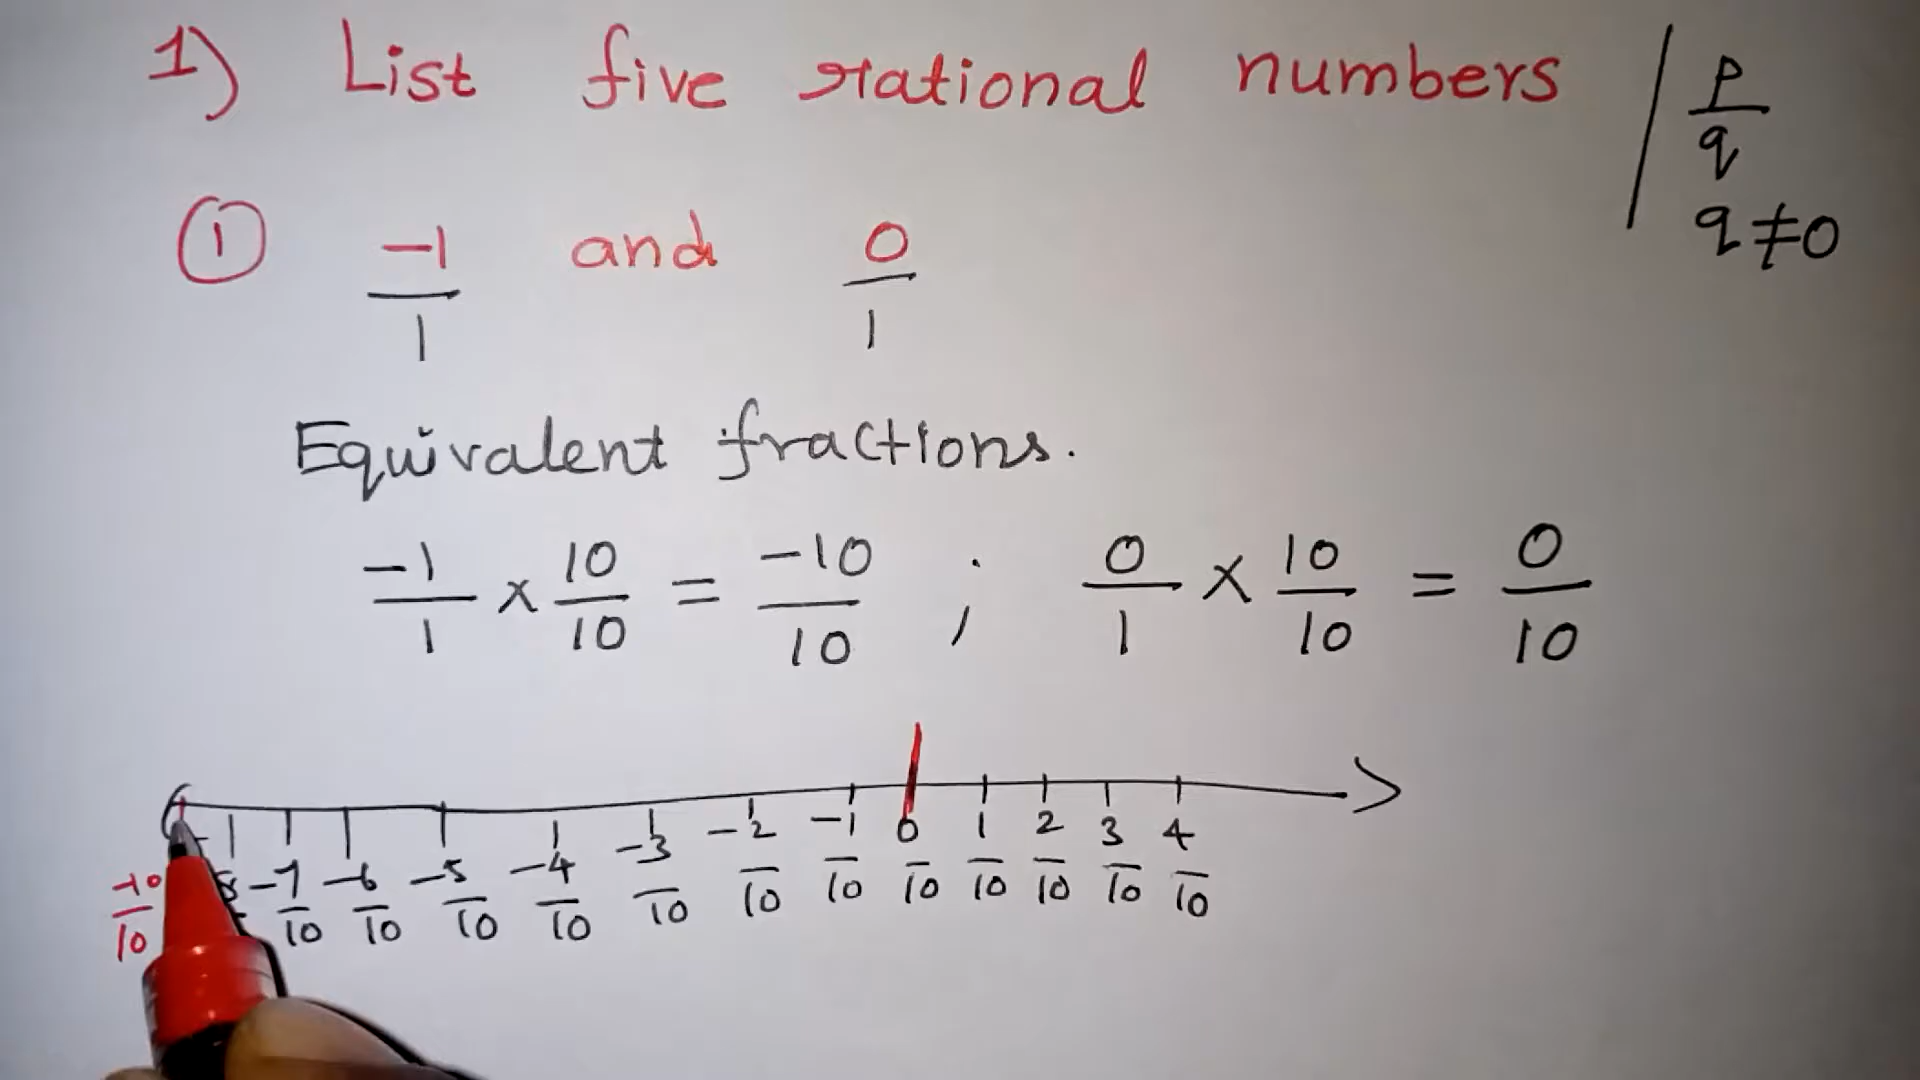 1) List five rational numbers
p/q
q≠0
① -1/1 and 0/1
Equivalent fractions.
-1/1 × 10/10 = -10/10 ; 0/1 × 10/10 = 0/10
-10/10 -7/10 -6/10 -5/10 -4/10 -3/10 -2/10 -1/10 0/10 1/10 2/10 3/10 4/10